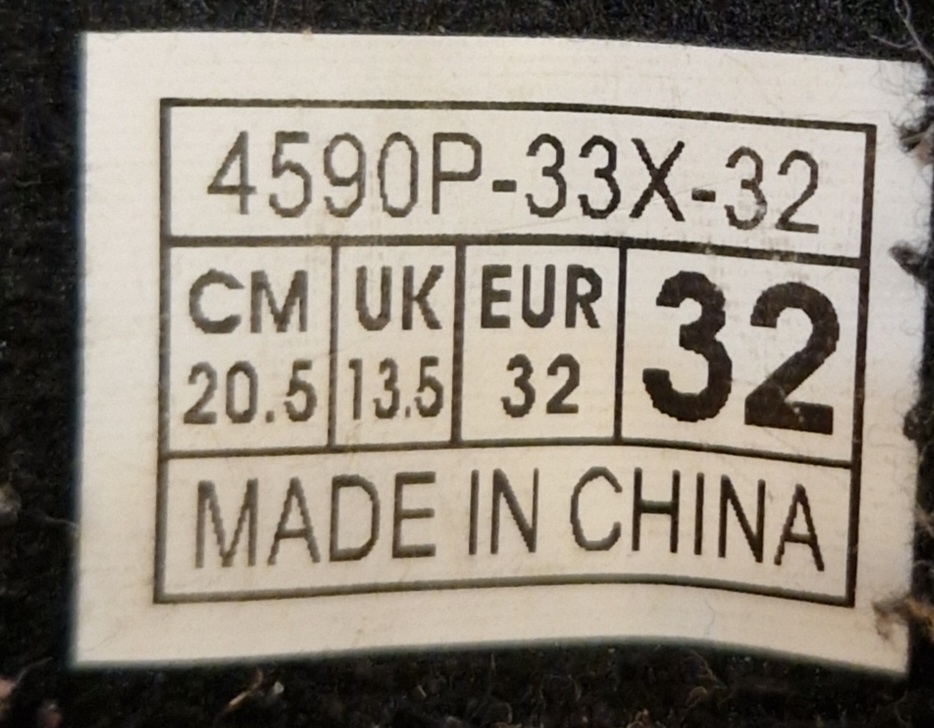 4590P-33X-32
CM UK EUR 32
20.5 13.5 32
MADE IN CHINA